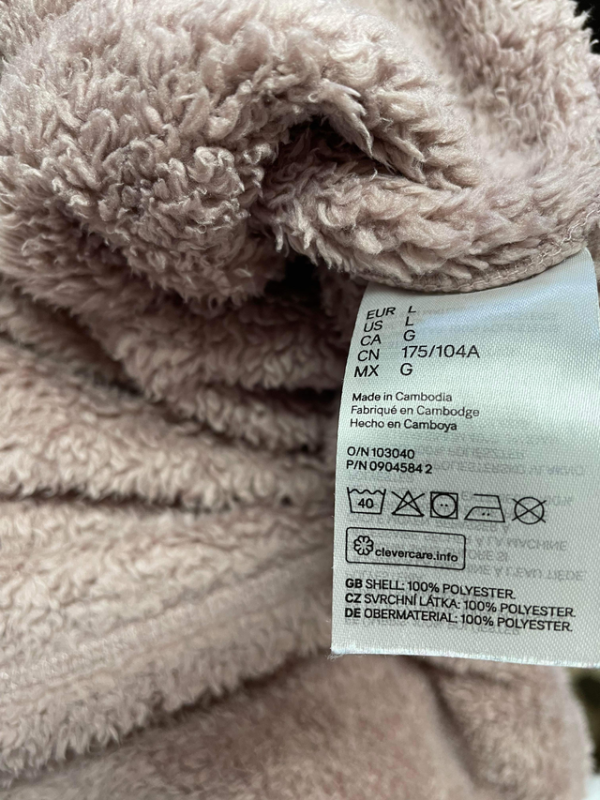 EUR L
US L
CA G
CN 175/104A
MX G
Made in Cambodia
Fabriqué en Cambodge
Hecho en Camboya
O/N 103040
P/N 0904584 2
40
clevercare.info
GB SHELL: 100% POLYESTER.
CZ SVRCHNÍ LÁTKA: 100% POLYESTER.
DE OBERMATERIAL: 100% POLYESTER.